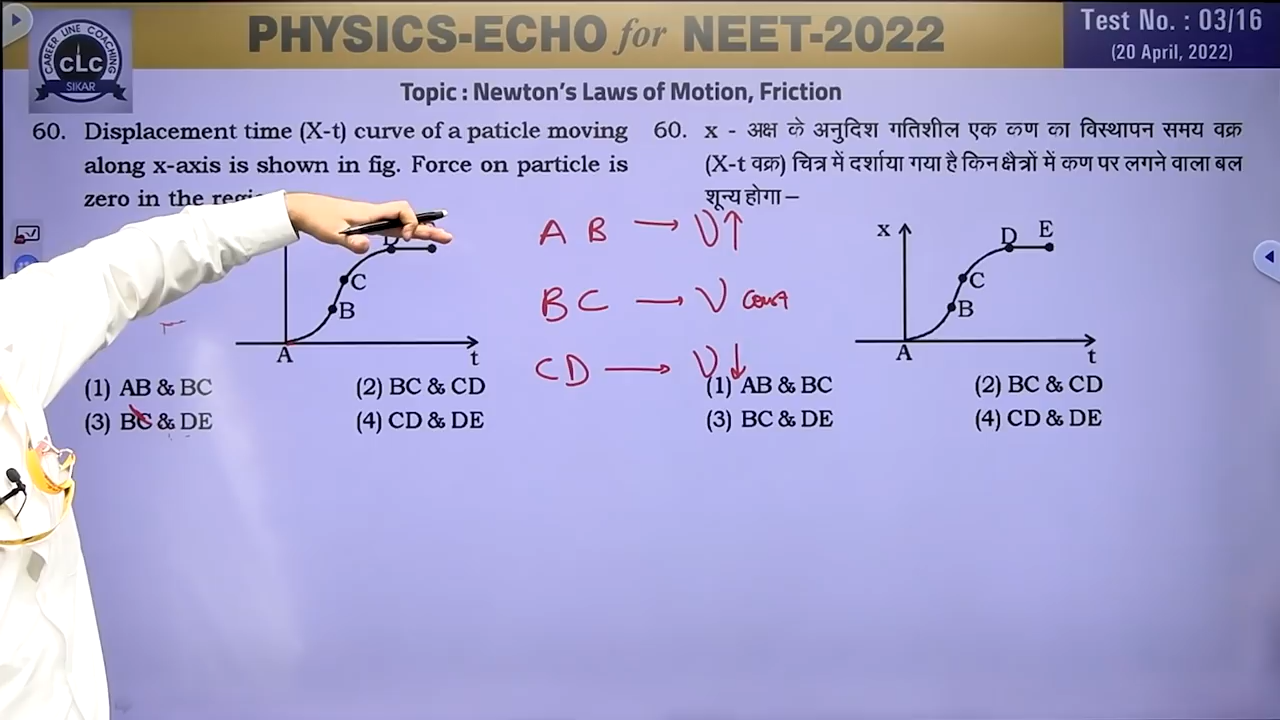 CAREER LINE COACHING
CLC
SIKAR
PHYSICS-ECHO for NEET-2022
Test No. : 03/16
(20 April, 2022)
Topic : Newton's Laws of Motion, Friction
60. Displacement time (X-t) curve of a paticle moving
along x-axis is shown in fig. Force on particle is
zero in the
D
C
B
A
t
(1) AB & BC (2) BC & CD
(3) BC & DE (4) CD & DE
A B → V↑
B C → V const
CD → V↓
60. x - अक्ष के अनुदिश गतिशील एक कण का विस्थापन समय वक्र
(X-t वक्र) चित्र में दर्शाया गया है किन क्षैत्रों में कण पर लगने वाला बल
शून्य होगा –
x
D E
C
B
A
t
(1) AB & BC (2) BC & CD
(3) BC & DE (4) CD & DE